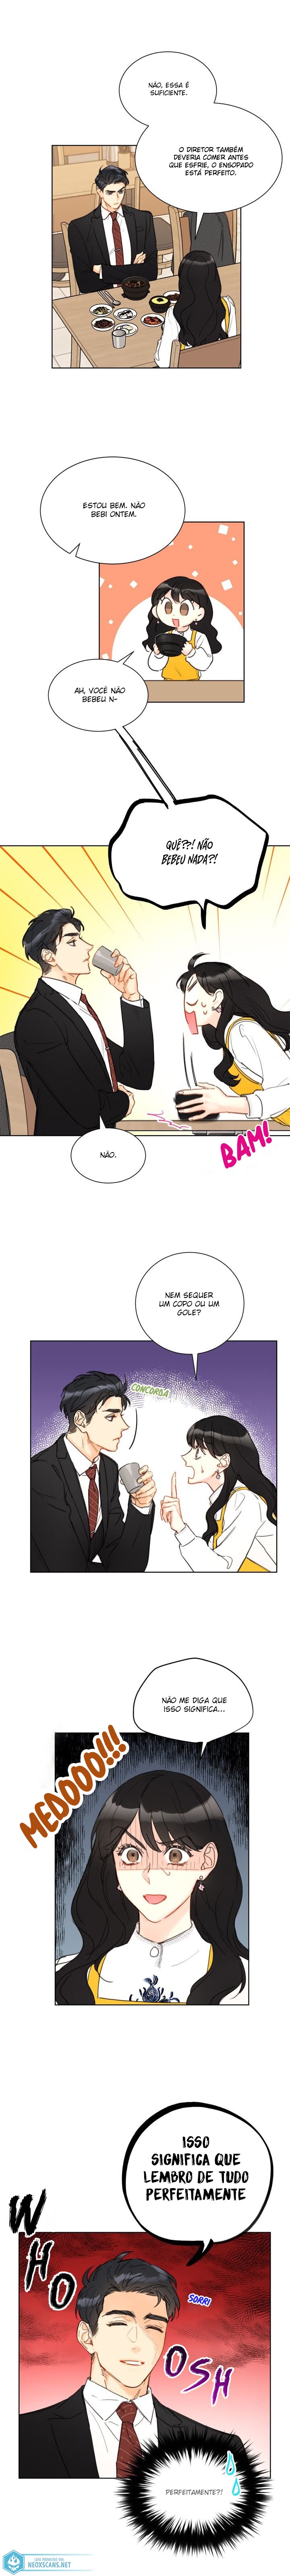 NÃO, ESSA É
SUFICIENTE.
O DIRETOR TAMBÉM
DEVERIA COMER ANTES
QUE ESFRIE, O ENSOPADO
ESTÁ PERFEITO.
ESTOU BEM. NÃO
BEBI ONTEM.
AH, VOCÊ NÃO
BEBEU N-
QUÊ??! NÃO
BEBEU NADA?!
BAM!
NÃO.
NEM SEQUER
UM COPO OU UM
GOLE?
CONCORDA
NÃO ME DIGA QUE
ISSO SIGNIFICA...
MEDOOO!!!
ISSO
SIGNIFICA QUE
LEMBRO DE TUDO
PERFEITAMENTE
WHO
SORRI
OSH
PERFEITAMENTE?!
NEOXSCANS.NET